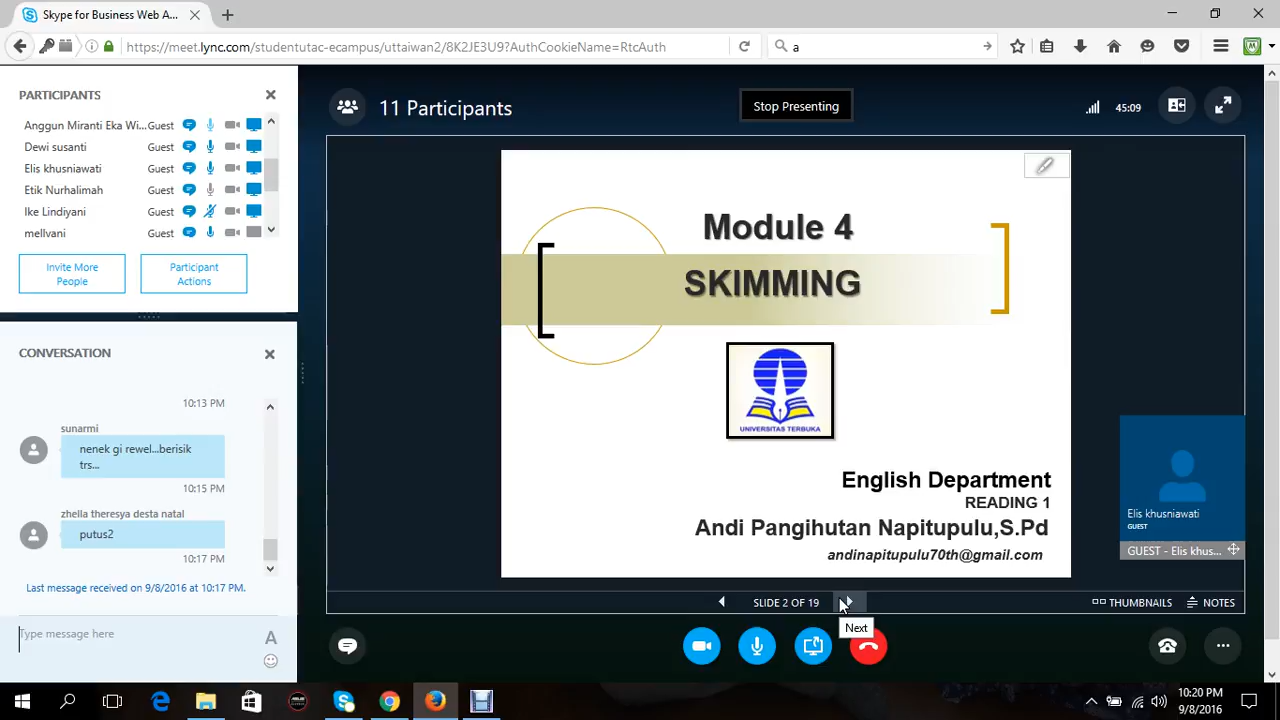 Skype for Business Web A...
https://meet.lync.com/studentutac-ecampus/uttaiwan2/8K2JE3U9?AuthCookieName=RtcAuth
a
PARTICIPANTS
Anggun Miranti Eka Wi... Guest
Dewi susanti Guest
Elis khusniawati Guest
Etik Nurhalimah Guest
Ike Lindiyani Guest
mellvani Guest
Invite More
People
Participant
Actions
CONVERSATION
10:13 PM
sunarmi
nenek gi rewel...berisik
trs...
10:15 PM
zhella theresya desta natal
putus2
10:17 PM
Last message received on 9/8/2016 at 10:17 PM.
Type message here
A
11 Participants
Stop Presenting
45:09
Module 4
SKIMMING
UNIVERSITAS TERBUKA
English Department
READING 1
Andi Pangihutan Napitupulu,S.Pd
andinapitupulu70th@gmail.com
Elis khusniawati
GUEST
GUEST - Elis khus...
SLIDE 2 OF 19
THUMBNAILS
NOTES
Next
10:20 PM
9/8/2016